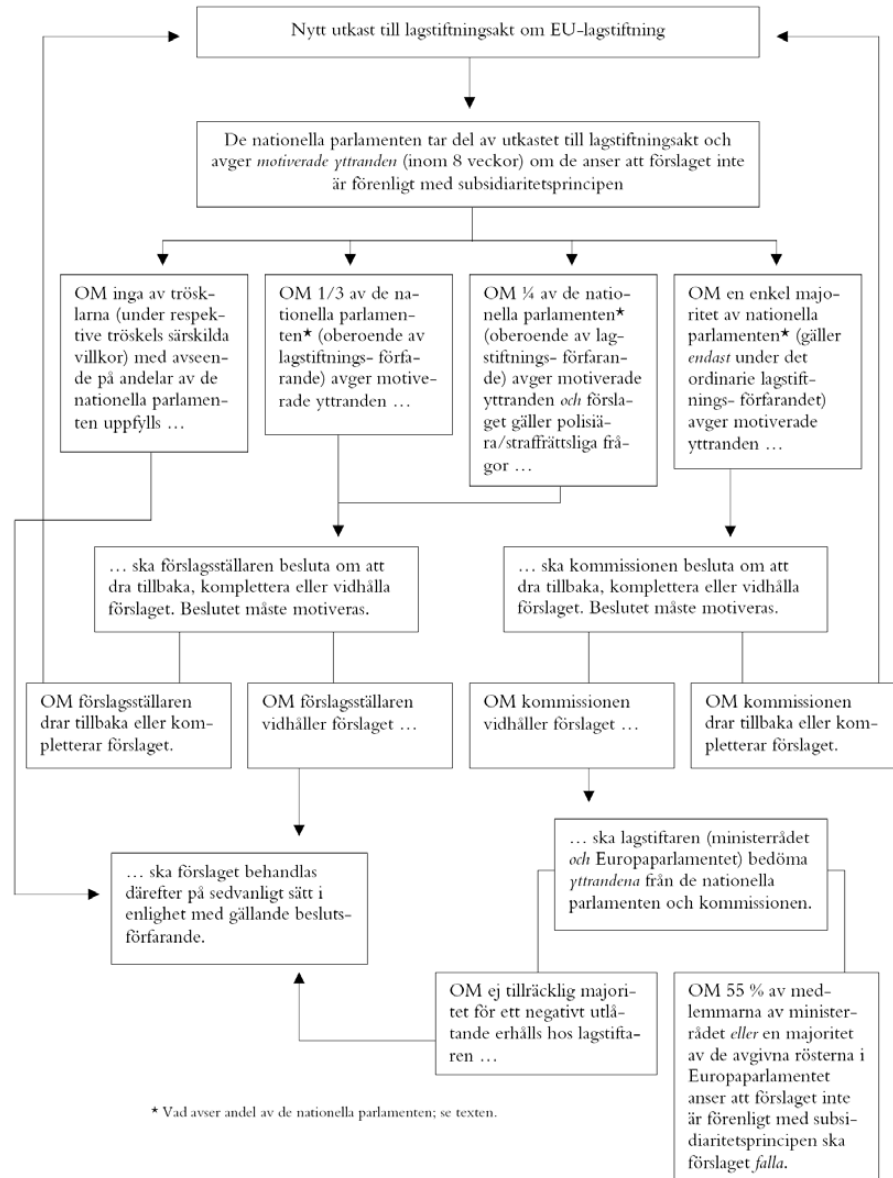 Nytt utkast till lagstiftningsakt om EU-lagstiftning
De nationella parlamenten tar del av utkastet till lagstiftningsakt och
avger motiverade yttranden (inom 8 veckor) om de anser att förslaget inte
är förenligt med subsidiaritetsprincipen
OM inga av trösk-
larna (under respek-
tive tröskels särskilda
villkor) med avseen-
de på andelar av de
nationella parlamen-
ten uppfylls …
OM 1/3 av de na-
tionella parlamen-
ten★ (oberoende av
lagstiftnings- förfa-
rande) avger motive-
rade yttranden …
OM ¼ av de natio-
nella parlamenten★
(oberoende av lag-
stiftnings- förfaran-
de) avger motiverade
yttranden och försla-
get gäller polisiä-
ra/straffrättsliga frå-
gor …
OM en enkel majo-
ritet av nationella
parlamenten★ (gäller
endast under det
ordinarie lagstift-
nings- förfarandet)
avger motiverade
yttranden …
… ska förslagsställaren besluta om att
dra tillbaka, komplettera eller vidhålla
förslaget. Beslutet måste motiveras.
… ska kommissionen besluta om att
dra tillbaka, komplettera eller vidhålla
förslaget. Beslutet måste motiveras.
OM förslagsställaren
drar tillbaka eller kom-
pletterar förslaget.
OM förslagsställaren
vidhåller förslaget …
OM kommissionen
vidhåller förslaget …
OM kommissionen
drar tillbaka eller kom-
pletterar förslaget.
… ska förslaget behandlas
därefter på sedvanligt sätt i
enlighet med gällande besluts-
förfarande.
… ska lagstiftaren (ministerrådet
och Europaparlamentet) bedöma
yttrandena från de nationella
parlamenten och kommissionen.
OM ej tillräcklig majori-
tet för ett negativt utlå-
tande erhålls hos lagstifta-
ren …
OM 55 % av med-
lemmarna av minister-
rådet eller en majoritet
av de avgivna rösterna i
Europaparlamentet
anser att förslaget inte
är förenligt med subsi-
diaritetsprincipen ska
förslaget falla.
★ Vad avser andel av de nationella parlamenten; se texten.